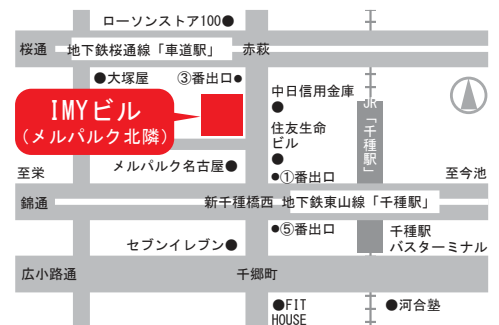 ローソンストア100●
桜通
地下鉄桜通線「車道駅」
赤萩
●大塚屋
③番出口●
中日信用金庫
●
JR「千種駅」
IMYビル
(メルパルク北隣)
住友生命
ビル
●
メルパルク名古屋●
●①番出口
至栄
至今池
錦通
新千種橋西
地下鉄東山線「千種駅」
●⑤番出口
千種駅
バスターミナル
セブンイレブン●
広小路通
千郷町
●FIT
HOUSE
●河合塾